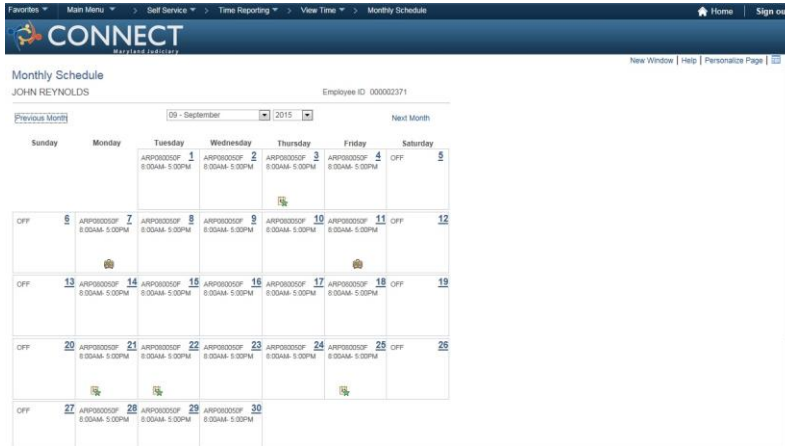 Favorites Main Menu > Self Service > Time Reporting > View Time > Monthly Schedule Home Sign ou
CONNECT
Maryland Judiciary
New Window | Help | Personalize Page |
Monthly Schedule
JOHN REYNOLDS Employee ID 000002371
Previous Month 09 - September 2015 Next Month
Sunday Monday Tuesday Wednesday Thursday Friday Saturday
ARP080050F 1 ARP080050F 2 ARP080050F 3 ARP080050F 4 OFF 5
8:00AM- 5:00PM 8:00AM- 5:00PM 8:00AM- 5:00PM 8:00AM- 5:00PM
OFF 6 ARP080050F 7 ARP080050F 8 ARP080050F 9 ARP080050F 10 ARP080050F 11 OFF 12
8:00AM- 5:00PM 8:00AM- 5:00PM 8:00AM- 5:00PM 8:00AM- 5:00PM 8:00AM- 5:00PM
OFF 13 ARP080050F 14 ARP080050F 15 ARP080050F 16 ARP080050F 17 ARP080050F 18 OFF 19
8:00AM- 5:00PM 8:00AM- 5:00PM 8:00AM- 5:00PM 8:00AM- 5:00PM 8:00AM- 5:00PM
OFF 20 ARP080050F 21 ARP080050F 22 ARP080050F 23 ARP080050F 24 ARP080050F 25 OFF 26
8:00AM- 5:00PM 8:00AM- 5:00PM 8:00AM- 5:00PM 8:00AM- 5:00PM 8:00AM- 5:00PM
OFF 27 ARP080050F 28 ARP080050F 29 ARP080050F 30
8:00AM- 5:00PM 8:00AM- 5:00PM 8:00AM- 5:00PM